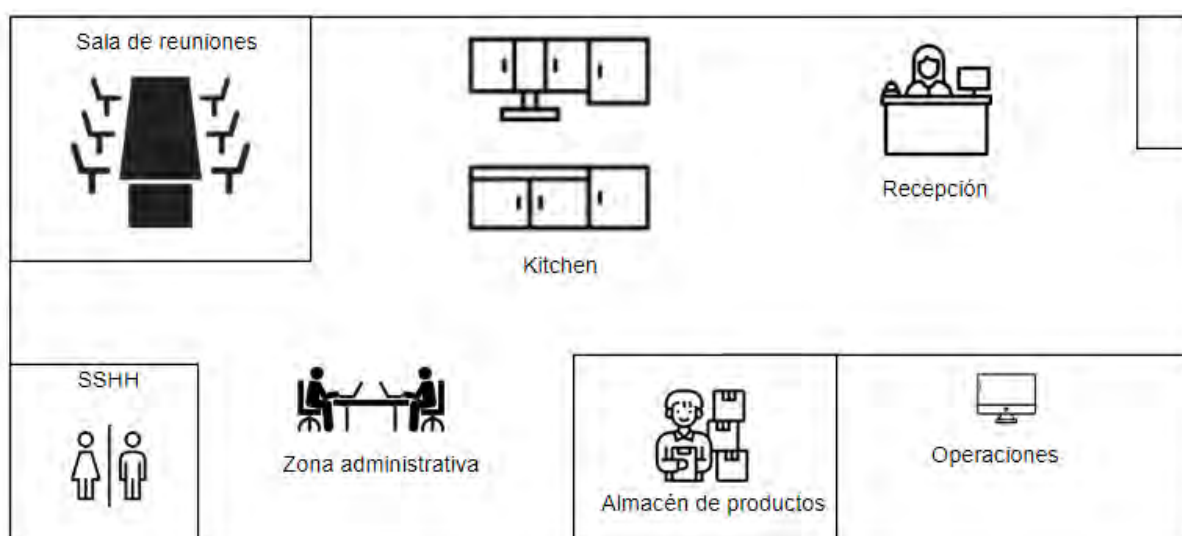 Sala de reuniones
Kitchen
Recepción
SSHH
Zona administrativa
Almacén de productos
Operaciones